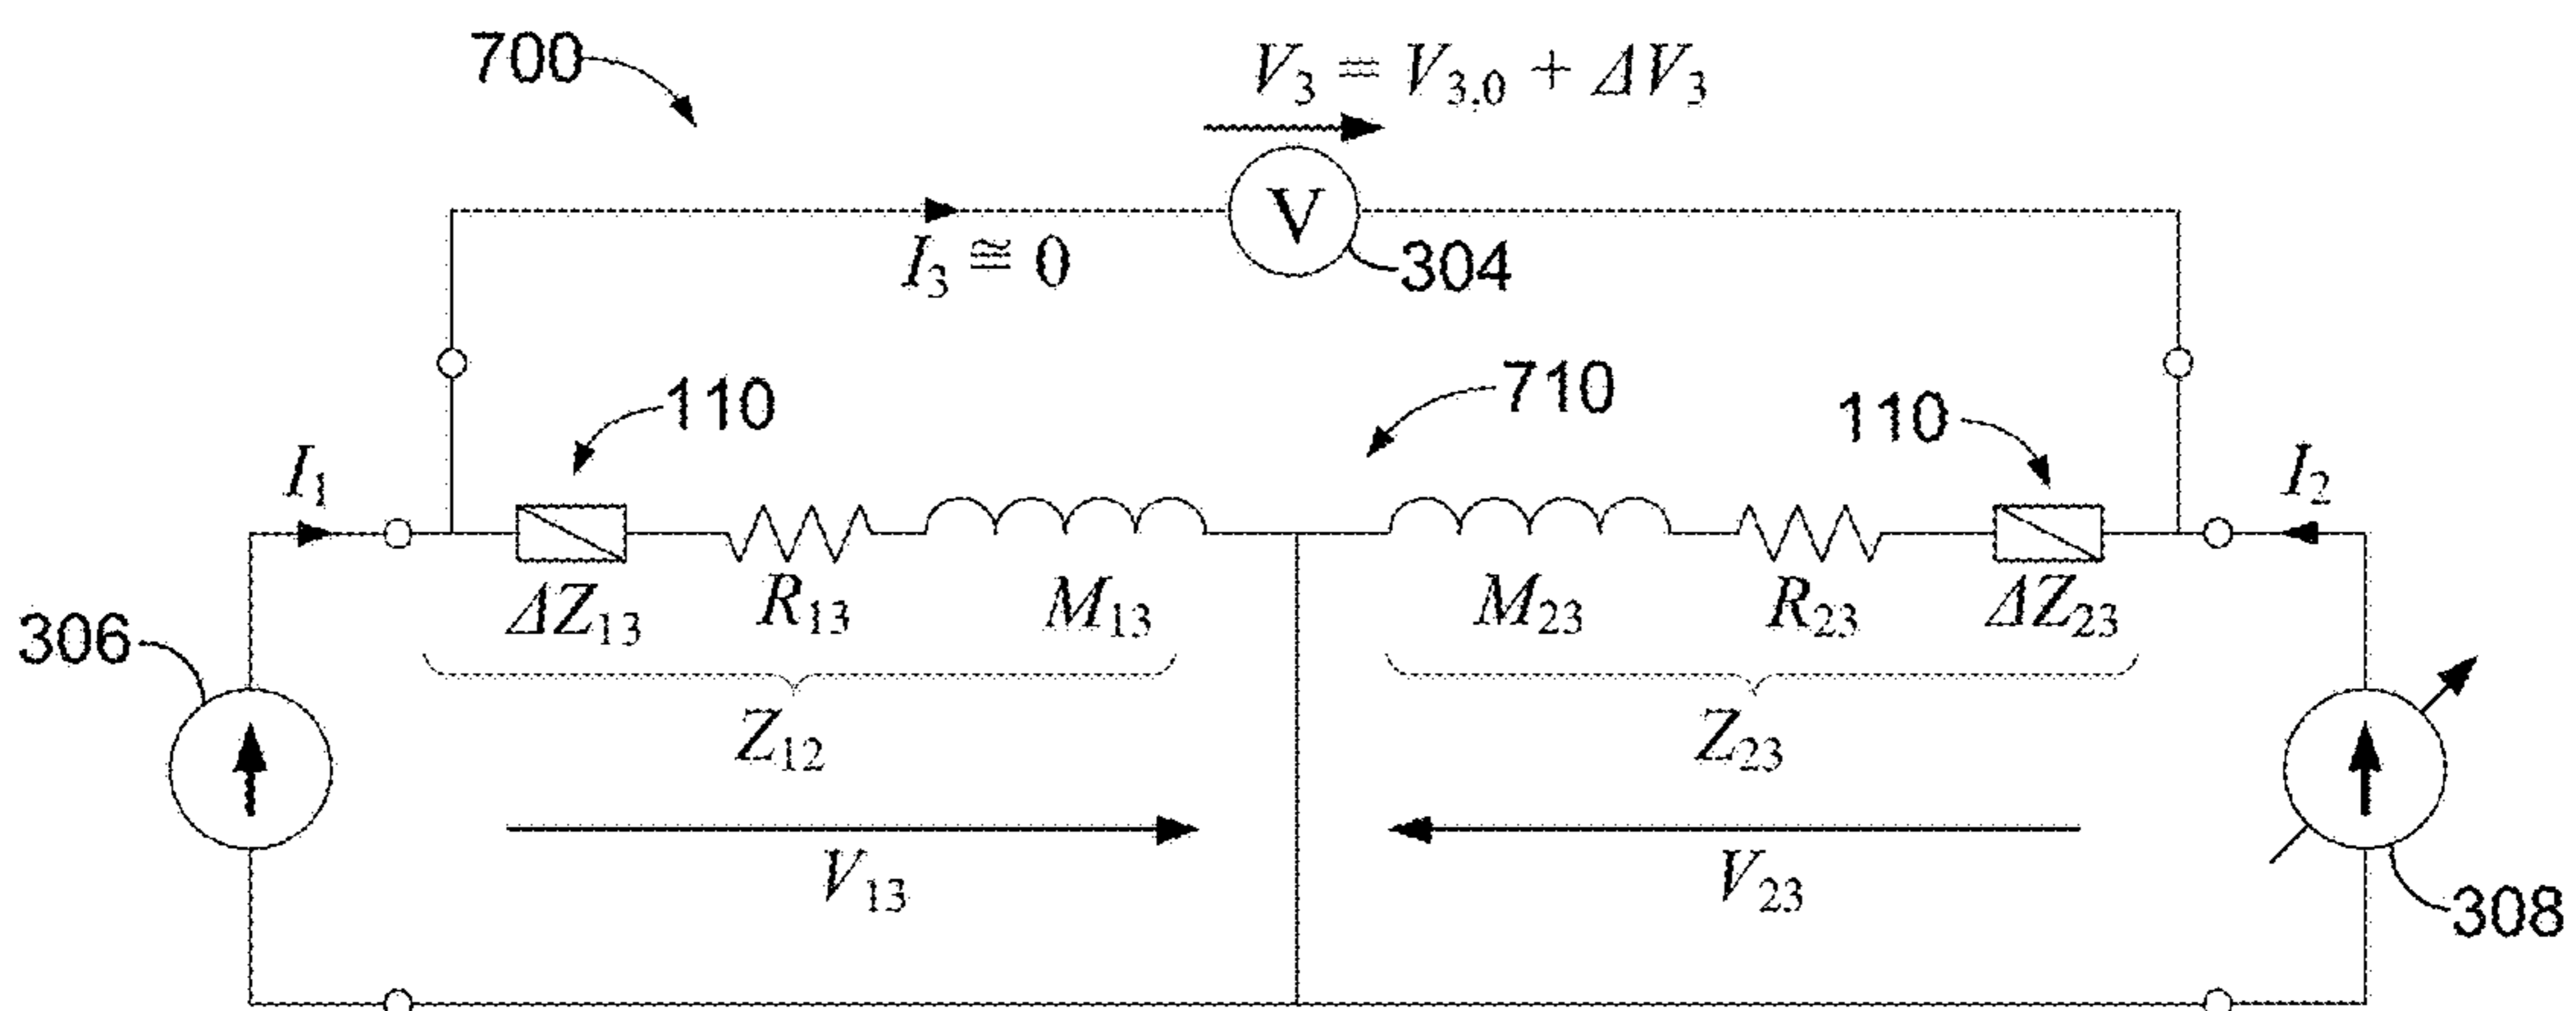 700
V₃ = V₃,₀ + ΔV₃
V
I₃ ≅ 0
304
110
710
110
I₁
I₂
ΔZ₁₃
R₁₃
M₁₃
M₂₃
R₂₃
ΔZ₂₃
306
Z₁₂
Z₂₃
V₁₃
V₂₃
308